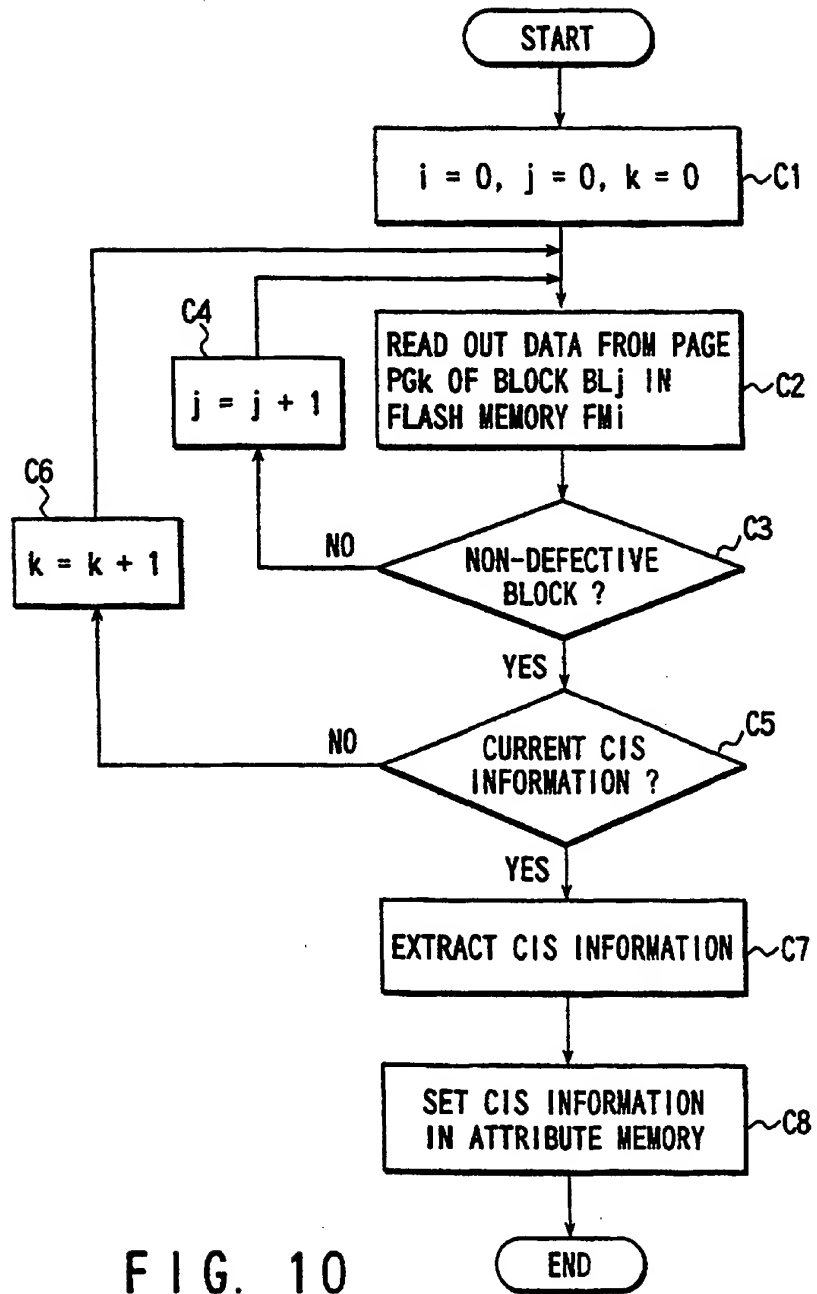 START
i = 0, j = 0, k = 0
C1
C4
j = j + 1
READ OUT DATA FROM PAGE
PGk OF BLOCK BLj IN
FLASH MEMORY FMi
C2
C6
k = k + 1
NO
NON-DEFECTIVE
BLOCK ?
C3
YES
NO
CURRENT CIS
INFORMATION ?
C5
YES
EXTRACT CIS INFORMATION
C7
SET CIS INFORMATION
IN ATTRIBUTE MEMORY
C8
END
FIG. 10